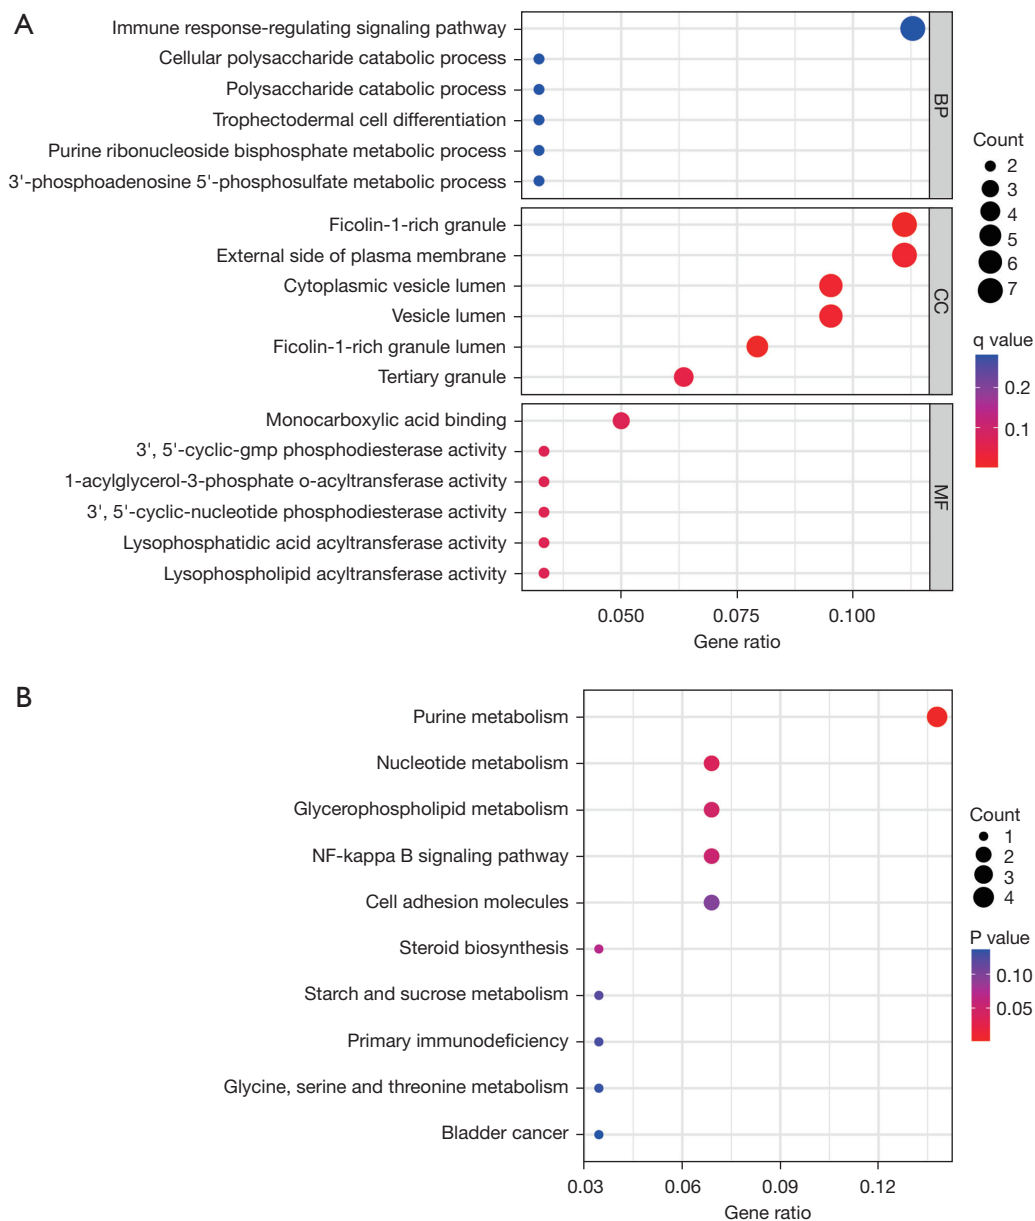 A
Immune response-regulating signaling pathway
Cellular polysaccharide catabolic process
Polysaccharide catabolic process
Trophectodermal cell differentiation
Purine ribonucleoside bisphosphate metabolic process
3'-phosphoadenosine 5'-phosphosulfate metabolic process
BP
Ficolin-1-rich granule
External side of plasma membrane
Cytoplasmic vesicle lumen
Vesicle lumen
Ficolin-1-rich granule lumen
Tertiary granule
CC
Monocarboxylic acid binding
3', 5'-cyclic-gmp phosphodiesterase activity
1-acylglycerol-3-phosphate o-acyltransferase activity
3', 5'-cyclic-nucleotide phosphodiesterase activity
Lysophosphatidic acid acyltransferase activity
Lysophospholipid acyltransferase activity
MF
0.050 0.075 0.100
Gene ratio
Count
2
3
4
5
6
7
q value
0.2
0.1
B
Purine metabolism
Nucleotide metabolism
Glycerophospholipid metabolism
NF-kappa B signaling pathway
Cell adhesion molecules
Steroid biosynthesis
Starch and sucrose metabolism
Primary immunodeficiency
Glycine, serine and threonine metabolism
Bladder cancer
0.03 0.06 0.09 0.12
Gene ratio
Count
1
2
3
4
P value
0.10
0.05